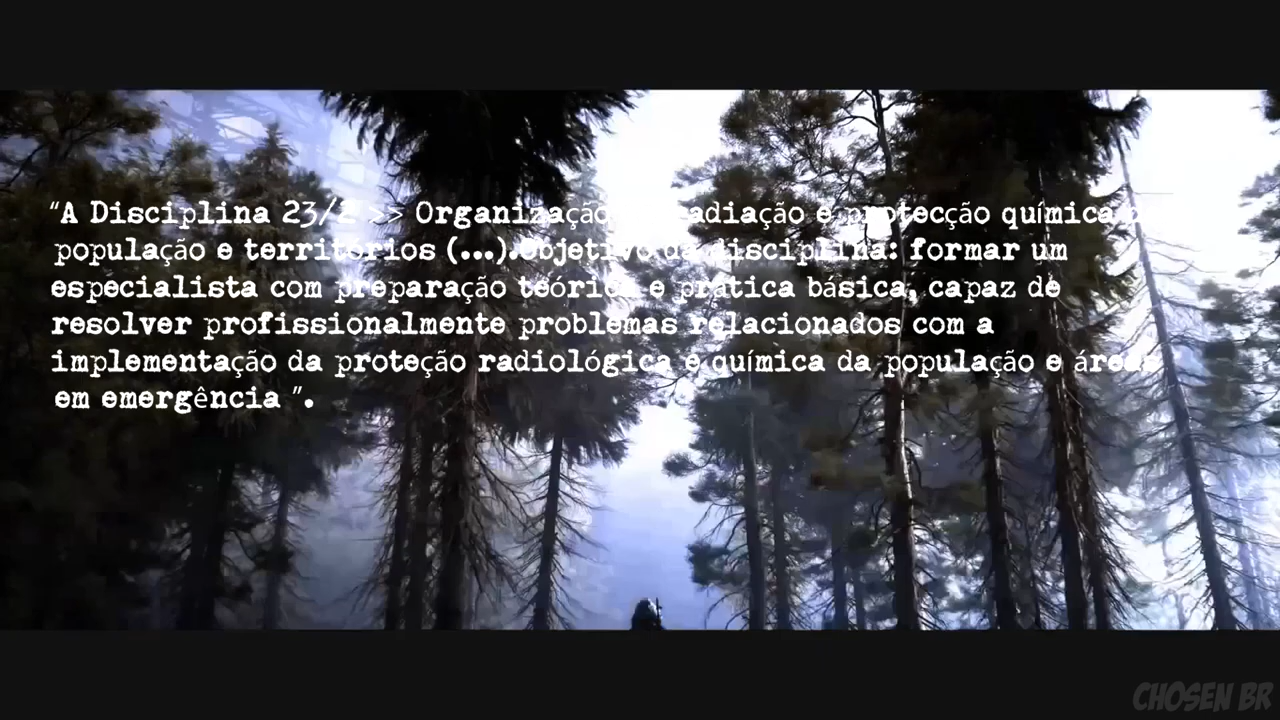 “A Disciplina 23/2 >> Organização radiação e protecção química
população e territórios (...).Objetivo da disciplina: formar um
especialista com preparação teórica e prática básica, capaz de
resolver profissionalmente problemas relacionados com a
implementação da proteção radiológica e química da população e áreas
em emergência ”.
CHOSEN BR